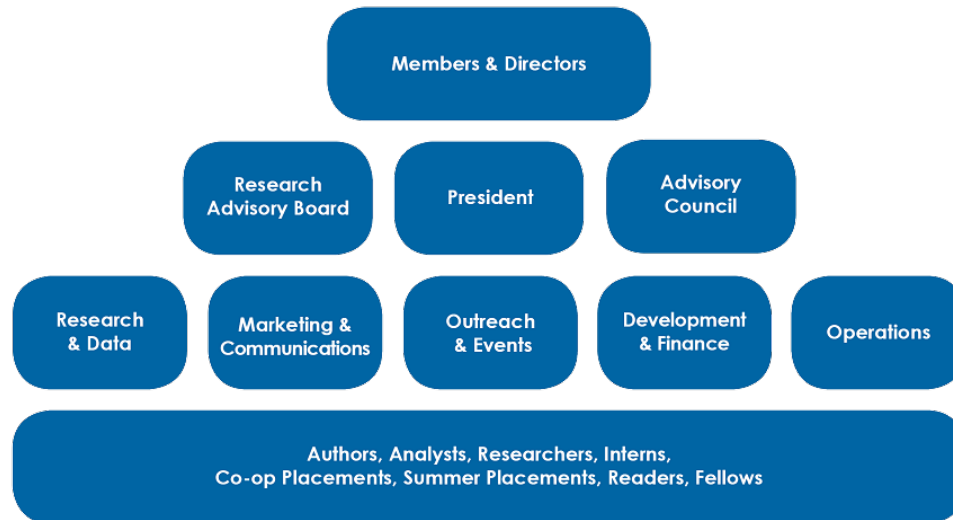 Members & Directors
Research
Advisory Board
President
Advisory
Council
Research
& Data
Marketing &
Communications
Outreach
& Events
Development
& Finance
Operations
Authors, Analysts, Researchers, Interns,
Co-op Placements, Summer Placements, Readers, Fellows